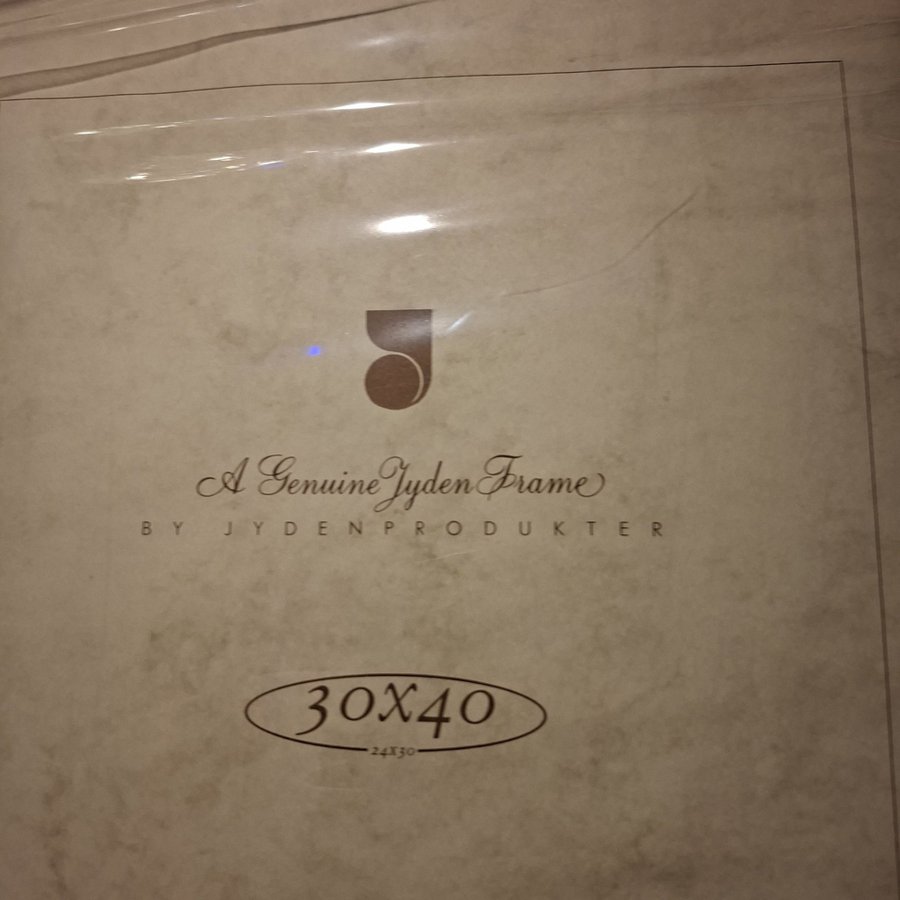 A Genuine Jyden Frame
BY JYDENPRODUKTER
30X40
24X30